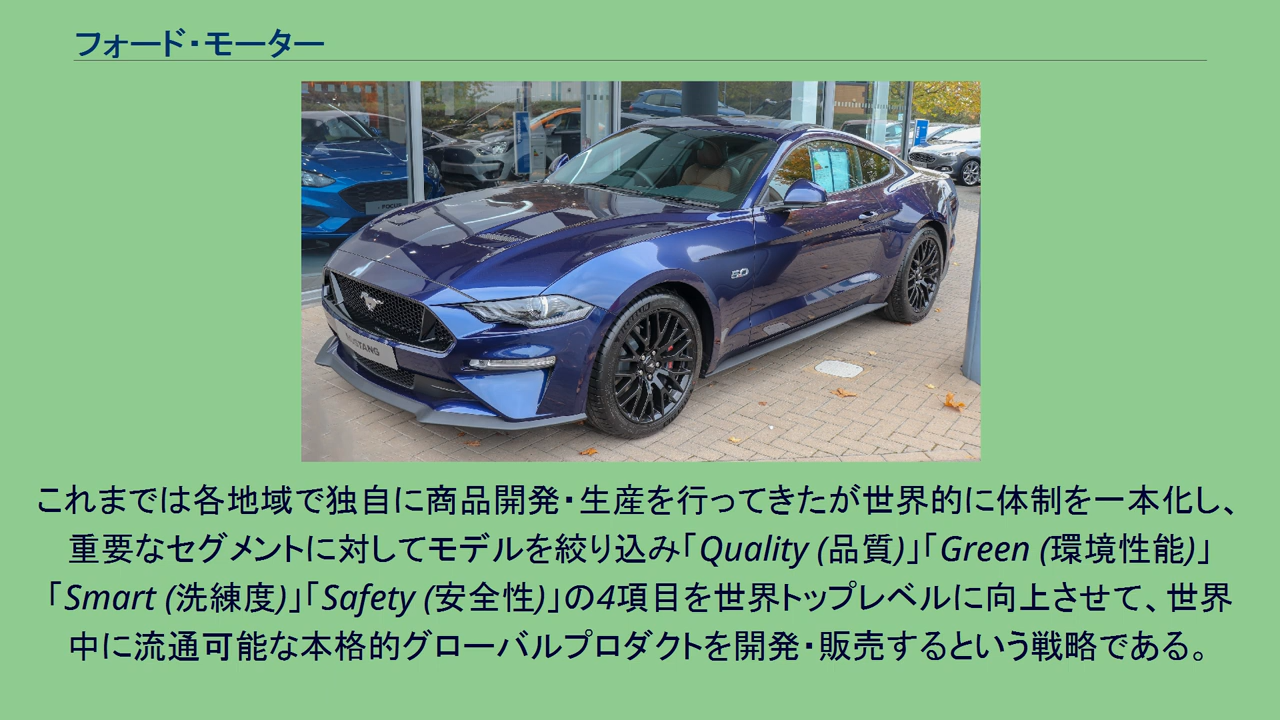 フォード・モーター
FOCUS
5.0
MUSTANG
これまでは各地域で独自に商品開発・生産を行ってきたが世界的に体制を一本化し、
重要なセグメントに対してモデルを絞り込み「Quality (品質)」「Green (環境性能)」
「Smart (洗練度)」「Safety (安全性)」の4項目を世界トップレベルに向上させて、世界
中に流通可能な本格的グローバルプロダクトを開発・販売するという戦略である。